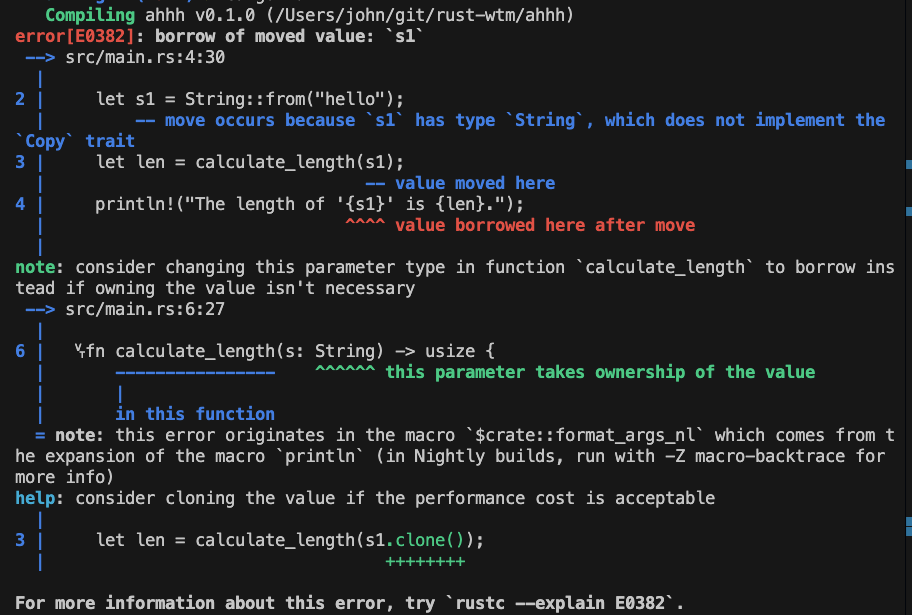 Compiling ahhh v0.1.0 (/Users/john/git/rust-wtm/ahhh)
error[E0382]: borrow of moved value: `s1`
 --> src/main.rs:4:30
  |
2 |     let s1 = String::from("hello");
  |         -- move occurs because `s1` has type `String`, which does not implement the
`Copy` trait
3 |     let len = calculate_length(s1);
  |                                -- value moved here
4 |     println!("The length of '{s1}' is {len}.");
  |                              ^^^^ value borrowed here after move
  |
note: consider changing this parameter type in function `calculate_length` to borrow ins
tead if owning the value isn't necessary
 --> src/main.rs:6:27
  |
6 |   fn calculate_length(s: String) -> usize {
  |      ----------------    ^^^^^^ this parameter takes ownership of the value
  |      |
  |      in this function
  = note: this error originates in the macro `$crate::format_args_nl` which comes from t
he expansion of the macro `println` (in Nightly builds, run with -Z macro-backtrace for
more info)
help: consider cloning the value if the performance cost is acceptable
  |
3 |     let len = calculate_length(s1.clone());
  |                                  ++++++++

For more information about this error, try `rustc --explain E0382`.